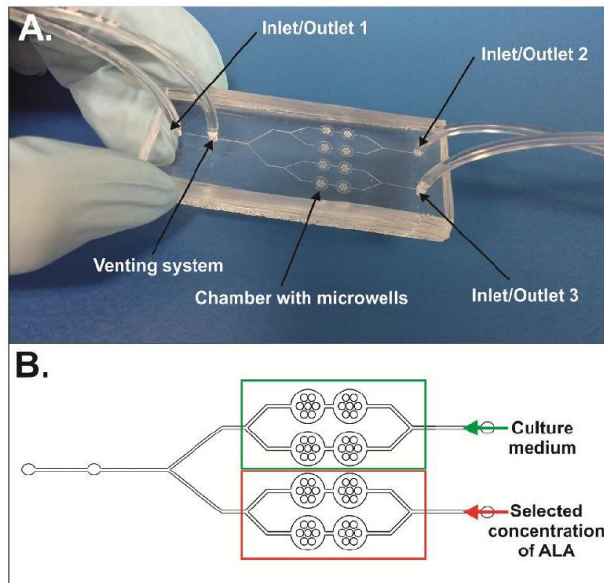 A.
Inlet/Outlet 1
Inlet/Outlet 2
Venting system
Chamber with microwells
Inlet/Outlet 3
B.
Culture
medium
Selected
concentration
of ALA